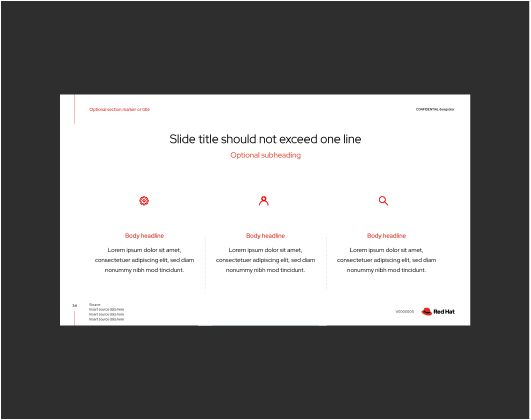 Optional section marker or title
CONFIDENTIAL designator
Slide title should not exceed one line
Optional subheading
Body headline
Lorem ipsum dolor sit amet,
consectetuer adipiscing elit, sed diam
nonummy nibh mod tincidunt.
Body headline
Lorem ipsum dolor sit amet,
consectetuer adipiscing elit, sed diam
nonummy nibh mod tincidunt.
Body headline
Lorem ipsum dolor sit amet,
consectetuer adipiscing elit, sed diam
nonummy nibh mod tincidunt.
Source:
Insert source data here
Insert source data here
Insert source data here
Red Hat